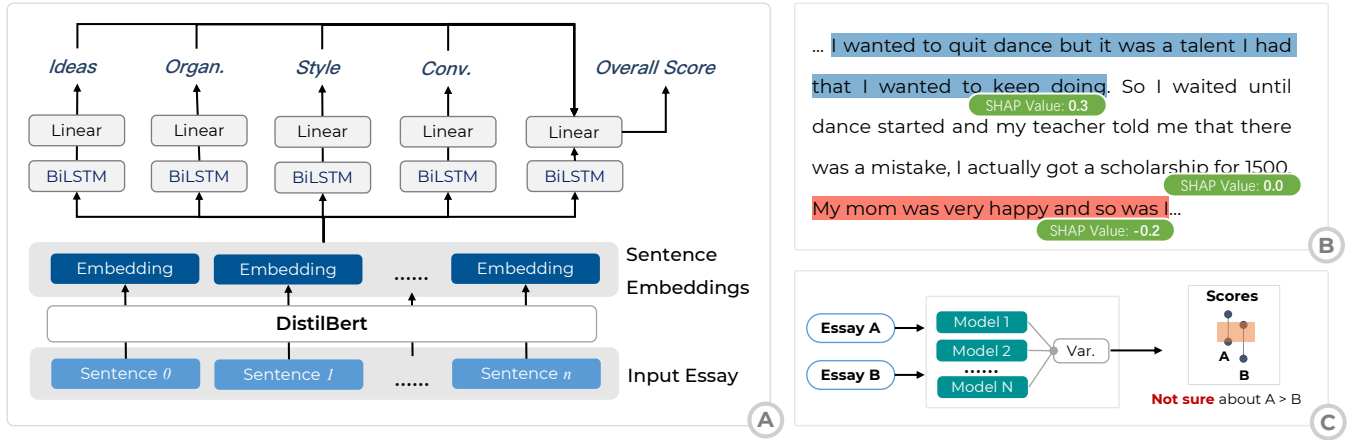 Ideas Organ. Style Conv. Overall Score
Linear Linear Linear Linear Linear
BiLSTM BiLSTM BiLSTM BiLSTM BiLSTM
Embedding Embedding ...... Embedding
Sentence
Embeddings
DistilBert
Sentence 0 Sentence 1 ...... Sentence n
Input Essay
A
... I wanted to quit dance but it was a talent I had
that I wanted to keep doing. So I waited until
SHAP Value: 0.3
dance started and my teacher told me that there
was a mistake, I actually got a scholarship for 1500.
SHAP Value: 0.0
My mom was very happy and so was I...
SHAP Value: -0.2
B
Essay A
Essay B
Model 1
Model 2
......
Model N
Var.
Scores
A
B
Not sure about A > B
C